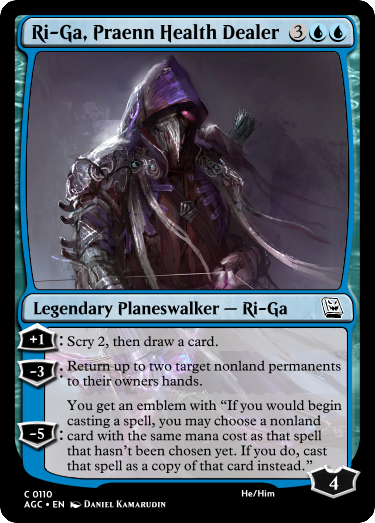 Ri-Ga, Praenn Health Dealer 3
Legendary Planeswalker — Ri-Ga
+1: Scry 2, then draw a card.
-3: Return up to two target nonland permanents
to their owners hands.
You get an emblem with “If you would begin
casting a spell, you may choose a nonland
-5: card with the same mana cost as that spell
that hasn't been chosen yet. If you do, cast
that spell as a copy of that card instead.”
4
C 0110 He/Him
AGC • EN Daniel Kamarudin